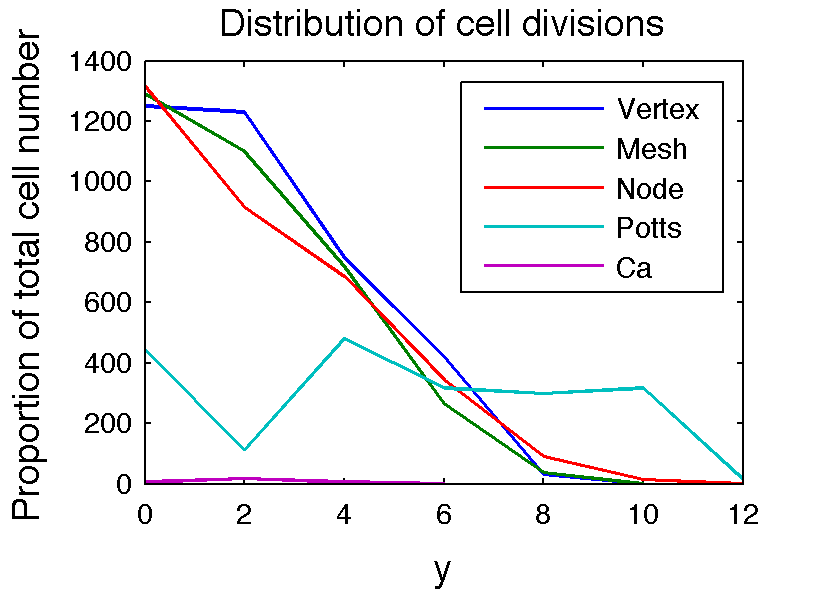 Distribution of cell divisions
Proportion of total cell number
1400
1200
1000
800
600
400
200
0
Vertex
Mesh
Node
Potts
Ca
0 2 4 6 8 10 12
y